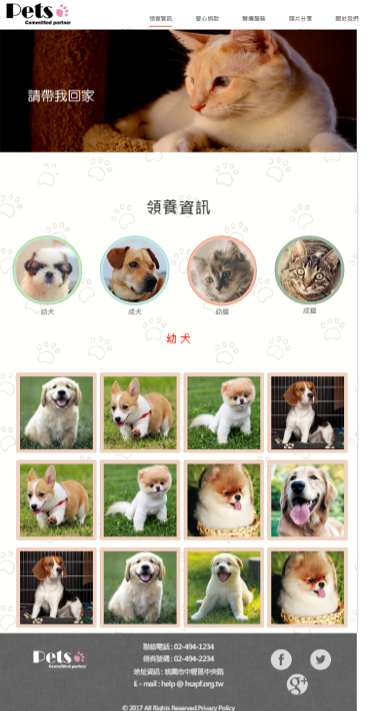 Pets
Committed partner
領養資訊 愛心捐款 醫療服務 照片分享 關於我們
請帶我回家
領養資訊
幼犬 成犬 幼貓 成貓
幼犬
Pets
Committed partner
聯絡電話 : 02-494-1234
傳真號碼 : 02-494-2234
地址資訊 : 桃園市中壢區中央路
E - mail : help @ hsapf.org.tw
f
g+
© 2017 All Rights Reserved.Privacy Policy